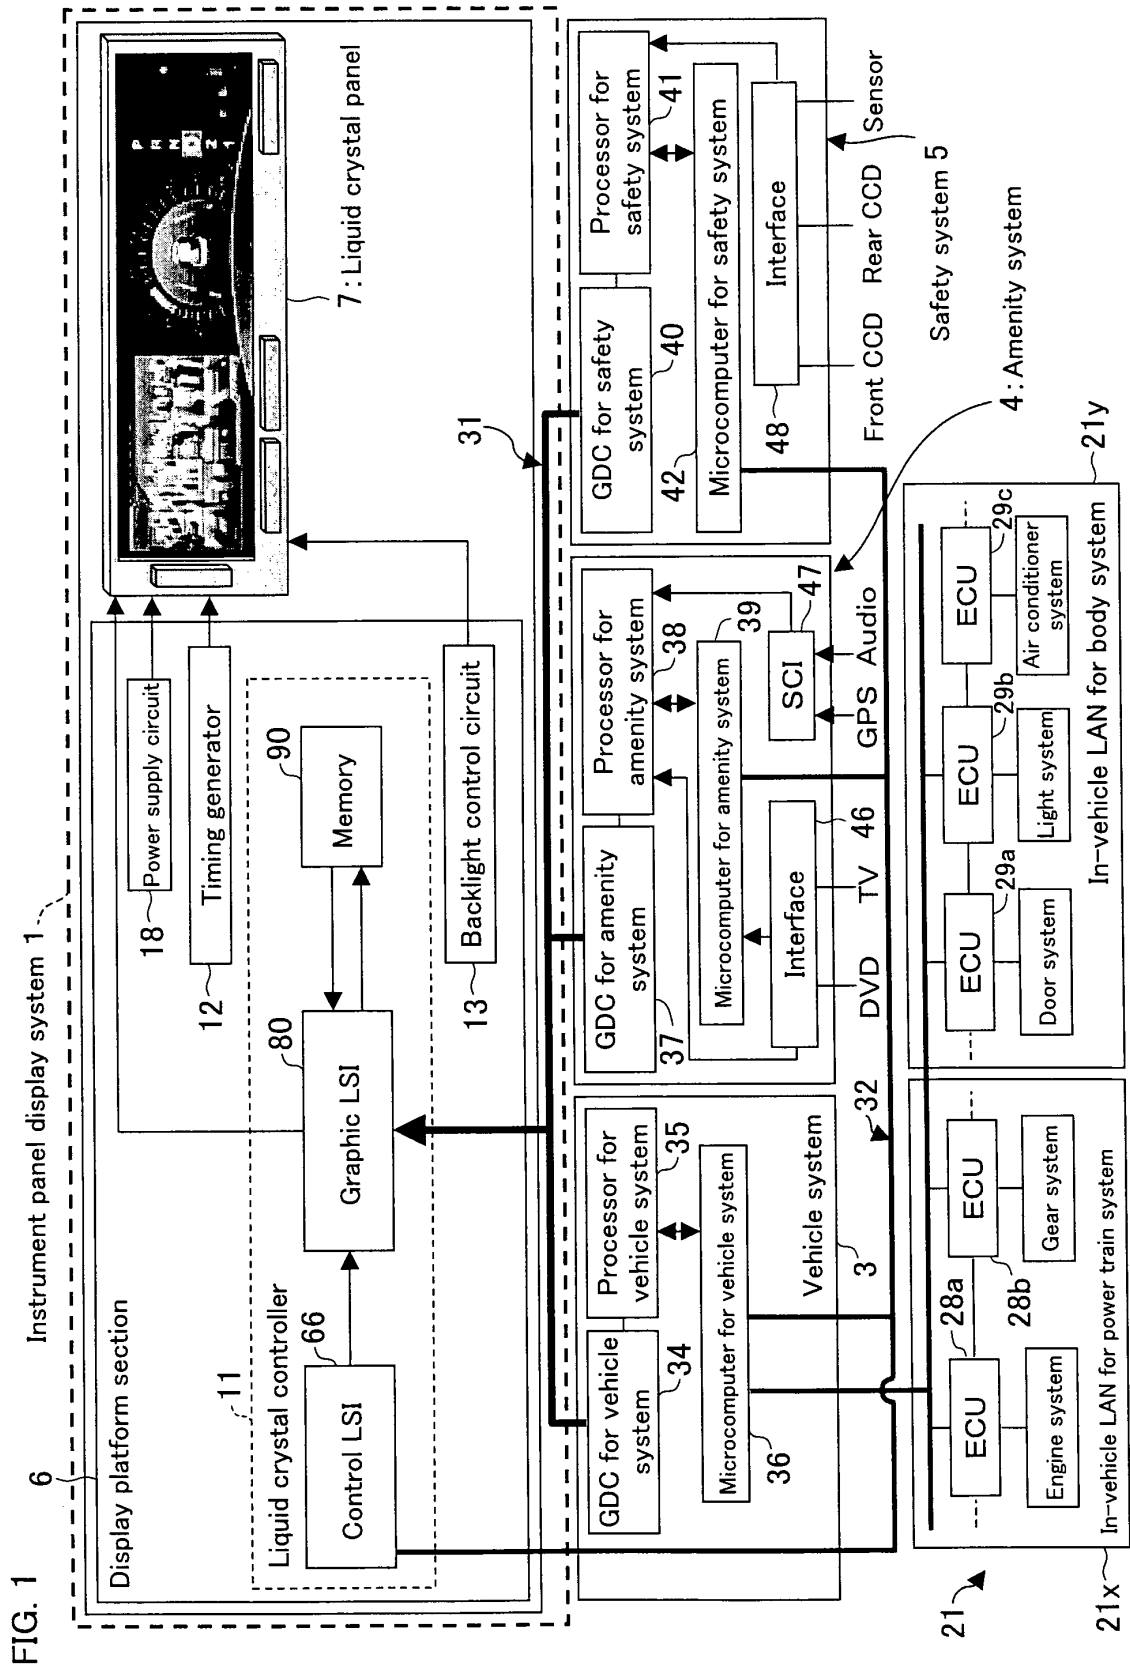 FIG. 1
Instrument panel display system 1
6
Display platform section
11
Liquid crystal controller
66
Control LSI
80
Graphic LSI
90
Memory
18
Power supply circuit
12
Timing generator
13
Backlight control circuit
P
R
N
2
1
7: Liquid crystal panel
31
GDC for vehicle
system
34
Processor for
vehicle system
35
Microcomputer for vehicle system
36
Vehicle system
3
GDC for amenity
system
37
Processor for
amenity system
38
Microcomputer for amenity system
39
Interface
46
SCI
47
DVD
TV
GPS
Audio
4: Amenity system
GDC for safety
system
40
Processor for
safety system
41
Microcomputer for safety system
42
Interface
48
Front CCD
Rear CCD
Sensor
Safety system 5
32
21
21x
In-vehicle LAN for power train system
ECU
28a
Engine system
ECU
28b
Gear system
21y
In-vehicle LAN for body system
ECU
29a
Door system
ECU
29b
Light system
ECU
29c
Air conditioner
system